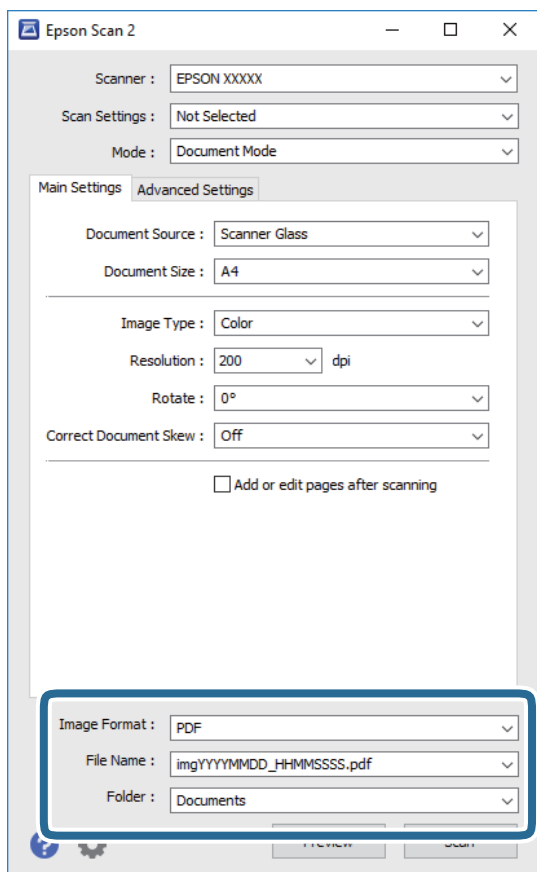 Epson Scan 2
Scanner : EPSON XXXXX
Scan Settings : Not Selected
Mode : Document Mode
Main Settings Advanced Settings
Document Source : Scanner Glass
Document Size : A4
Image Type : Color
Resolution : 200 dpi
Rotate : 0°
Correct Document Skew : Off
Add or edit pages after scanning
Image Format : PDF
File Name : imgYYYYMMDD_HHMMSSSS.pdf
Folder : Documents
? Preview Scan